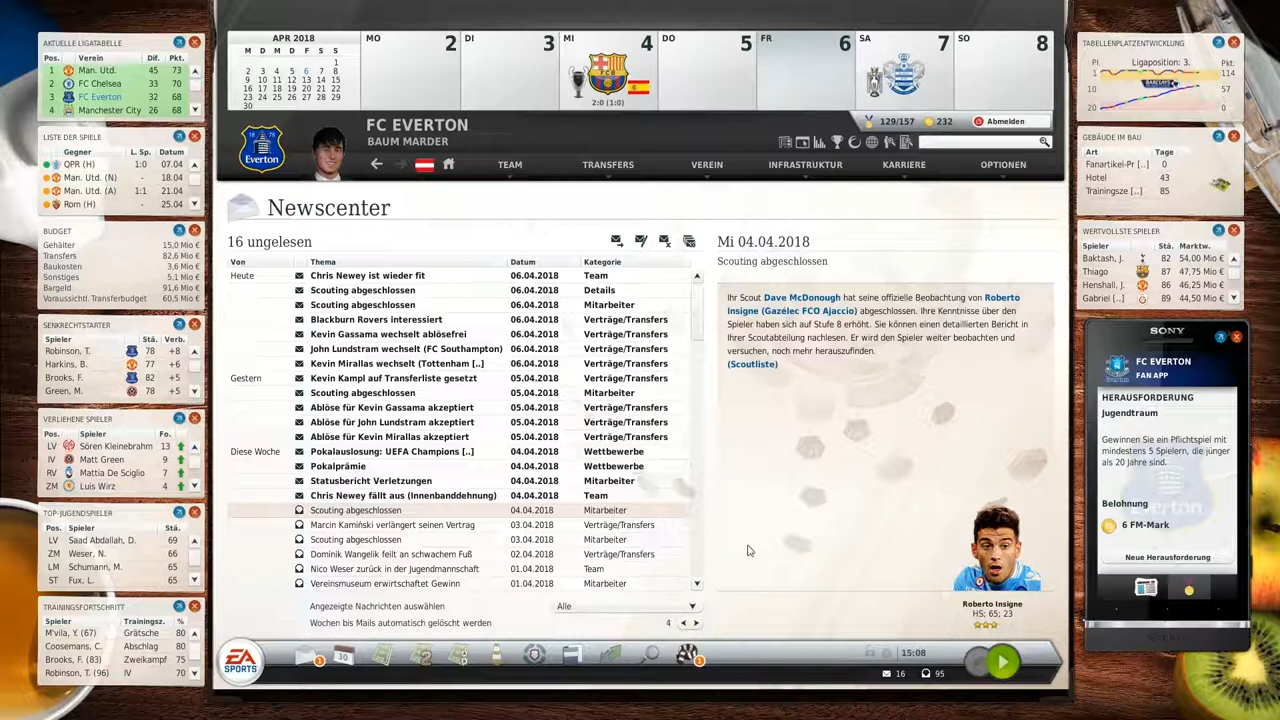 AKTUELLE LIGATABELLE
Pos. Verein Dif. Pkt.
1 Man. Utd. 45 73
2 FC Chelsea 33 70
3 FC Everton 32 68
4 Manchester City 26 68
LISTE DER SPIELE
Gegner L. Sp. Datum
QPR (H) 1:0 07.04
Man. Utd. (N) - 18.04
Man. Utd. (A) 1:1 21.04
Rom (H) - 25.04
BUDGET
Gehälter 15,0 Mio €
Transfers 82,6 Mio €
Baukosten 3,6 Mio €
Sonstiges 5,1 Mio €
Bargeld 91,6 Mio €
Voraussichtl. Transferbudget 60,5 Mio €
SENKRECHTSTARTER
Spieler Stä. Verb.
Robinson, T. 78 +8
Harkins, B. 77 +6
Brooks, F. 82 +5
Green, M. 78 +5
VERLIEHENE SPIELER
Pos. Spieler Fo.
LV Sören Kleinebrahm 13
IV Matt Green 9
RV Mattia De Sciglio 7
ZM Luis Wirz 4
TOP-JUGENDSPIELER
Pos. Spieler Stä.
LV Saad Abdallah, D. 69
ZM Weser, N. 66
LM Schumann, M. 65
ST Fux, L. 65
TRAININGSFORTSCHRITT
Spieler Trainingsz. %
M'vila, Y. (67) Grätsche 80
Coosemans, C. Abschlag 80
Brooks, F. (83) Zweikampf 75
Robinson, T. (96) IV 70
APR 2018
M D M D F S S
1
2 3 4 5 6 7 8
9 10 11 12 13 14 15
16 17 18 19 20 21 22
23 24 25 26 27 28 29
30
MO 2 DI 3 MI 4 DO 5 FR 6 SA 7 SO 8
FCB
2:0 (1:0)
129/157 232 Abmelden
1878
Everton
FC EVERTON
BAUM MARDER
TEAM TRANSFERS VEREIN INFRASTRUKTUR KARRIERE OPTIONEN
Newscenter
16 ungelesen
Von Thema Datum Kategorie
Heute Chris Newey ist wieder fit 06.04.2018 Team
Scouting abgeschlossen 06.04.2018 Details
Scouting abgeschlossen 06.04.2018 Mitarbeiter
Blackburn Rovers interessiert 06.04.2018 Verträge/Transfers
Kevin Gassama wechselt ablösefrei 06.04.2018 Verträge/Transfers
John Lundstram wechselt (FC Southampton) 06.04.2018 Verträge/Transfers
Kevin Mirallas wechselt (Tottenham [..] 06.04.2018 Verträge/Transfers
Gestern Kevin Kampl auf Transferliste gesetzt 05.04.2018 Verträge/Transfers
Scouting abgeschlossen 05.04.2018 Mitarbeiter
Ablöse für Kevin Gassama akzeptiert 05.04.2018 Verträge/Transfers
Ablöse für John Lundstram akzeptiert 05.04.2018 Verträge/Transfers
Ablöse für Kevin Mirallas akzeptiert 05.04.2018 Verträge/Transfers
Diese Woche Pokalauslosung: UEFA Champions [..] 04.04.2018 Wettbewerbe
Pokalprämie 04.04.2018 Wettbewerbe
Statusbericht Verletzungen 04.04.2018 Mitarbeiter
Chris Newey fällt aus (Innenbanddehnung) 04.04.2018 Team
Scouting abgeschlossen 04.04.2018 Mitarbeiter
Marcin Kamiński verlängert seinen Vertrag 03.04.2018 Verträge/Transfers
Scouting abgeschlossen 03.04.2018 Mitarbeiter
Dominik Wangelik feilt an schwachem Fuß 02.04.2018 Verträge/Transfers
Nico Weser zurück in der Jugendmannschaft 01.04.2018 Team
Vereinsmuseum erwirtschaftet Gewinn 01.04.2018 Mitarbeiter
Angezeigte Nachrichten auswählen Alle
Wochen bis Mails automatisch gelöscht werden 4
Mi 04.04.2018
Scouting abgeschlossen
Ihr Scout Dave McDonough hat seine offizielle Beobachtung von Roberto
Insigne (Gazélec FCO Ajaccio) abgeschlossen. Ihre Kenntnisse über den
Spieler haben sich auf Stufe 8 erhöht. Sie können einen detaillierten Bericht in
Ihrer Scoutabteilung nachlesen. Er wird den Spieler weiter beobachten und
versuchen, noch mehr herauszufinden.
(Scoutliste)
Roberto Insigne
HS; 65; 23
EA
SPORTS
1 30 2 1
15:08
16 95
TABELLENPLATZENTWICKLUNG
Pl. Ligaposition: 3. Pkt.
1 114
10 57
20 0
BARCLAYS
GEBÄUDE IM BAU
Art Tage
Fanartikel-Pr [..] 0
Hotel 43
Trainingsze [..] 85
WERTVOLLSTE SPIELER
Spieler Stä. Marktw.
Baktash, J. 82 54,00 Mio €
Thiago 87 47,75 Mio €
Henshall, J. 86 46,25 Mio €
Gabriel [..] 89 44,50 Mio €
SONY
FC EVERTON
FAN APP
HERAUSFORDERUNG
Jugendtraum
Gewinnen Sie ein Pflichtspiel mit
mindestens 5 Spielern, die jünger
als 20 Jahre sind.
Belohnung
6 FM-Mark
Neue Herausforderung